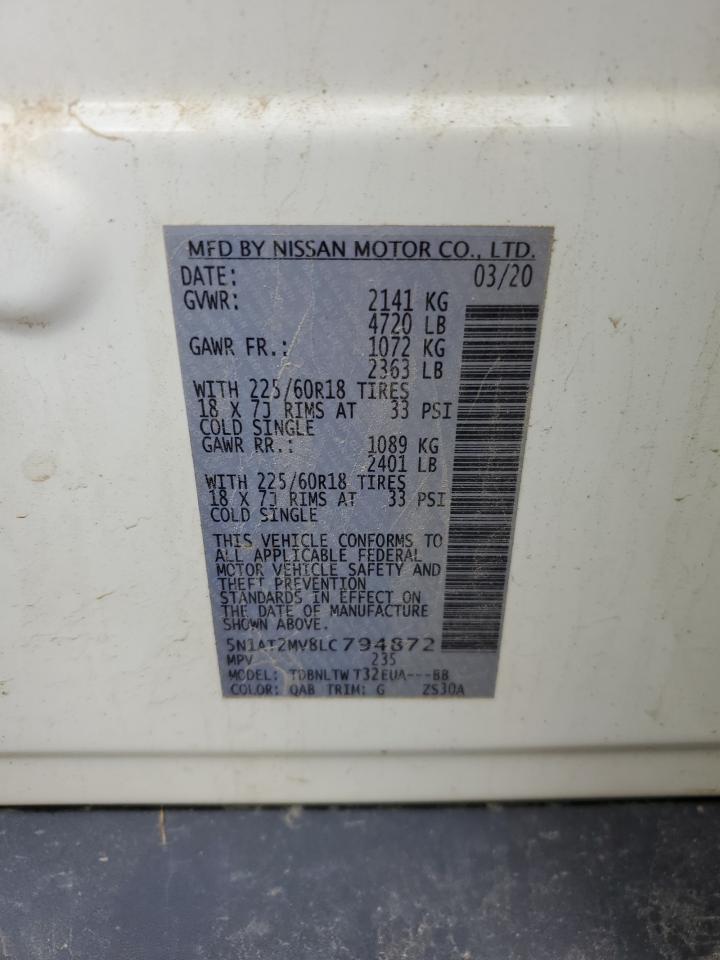 MFD BY NISSAN MOTOR CO., LTD.
DATE: 03/20
GVWR: 2141 KG
4720 LB
GAWR FR.: 1072 KG
2363 LB
WITH 225/60R18 TIRES
18 X 7J RIMS AT 33 PSI
COLD SINGLE
GAWR RR.: 1089 KG
2401 LB
WITH 225/60R18 TIRES
18 X 7J RIMS AT 33 PSI
COLD SINGLE
THIS VEHICLE CONFORMS TO
ALL APPLICABLE FEDERAL
MOTOR VEHICLE SAFETY AND
THEFT PREVENTION
STANDARDS IN EFFECT ON
THE DATE OF MANUFACTURE
SHOWN ABOVE.
5N1AT2MV8LC794872
MPV 235
MODEL: TDBNLTW T32EUA---BB
COLOR: QAB TRIM: G ZS30A